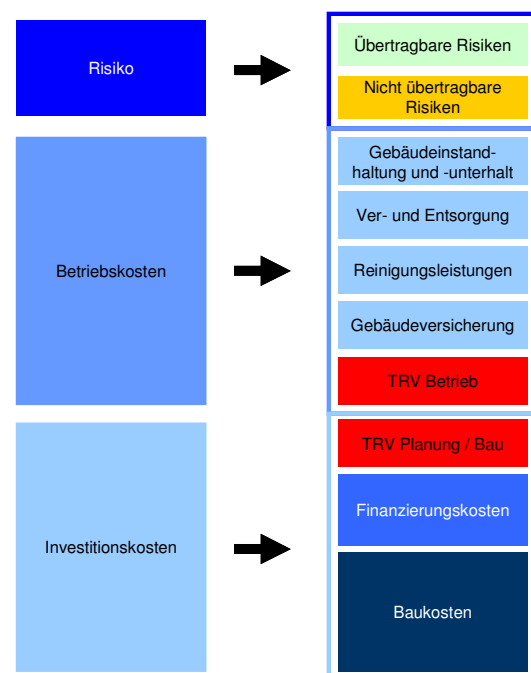 Risiko
Übertragbare Risiken
Nicht übertragbare
Risiken
Betriebskosten
Gebäudeinstand-
haltung und -unterhalt
Ver- und Entsorgung
Reinigungsleistungen
Gebäudeversicherung
TRV Betrieb
Investitionskosten
TRV Planung / Bau
Finanzierungskosten
Baukosten